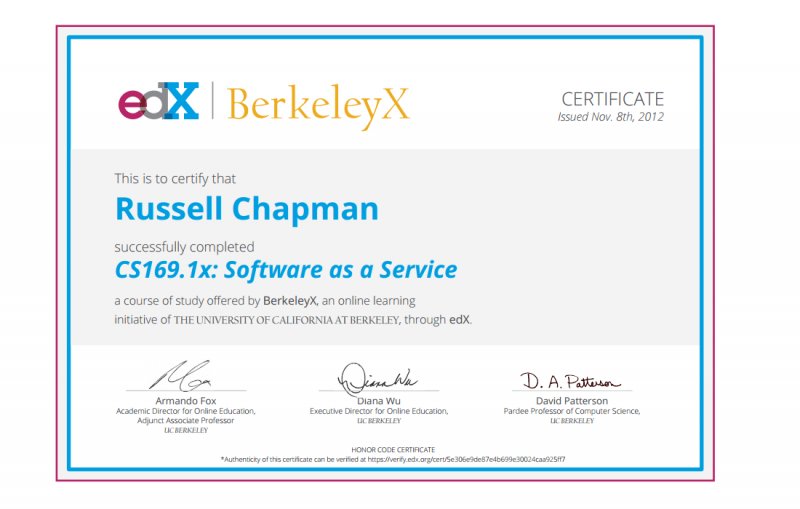 edX | BerkeleyX
CERTIFICATE
Issued Nov. 8th, 2012
This is to certify that
Russell Chapman
successfully completed
CS169.1x: Software as a Service
a course of study offered by BerkeleyX, an online learning
initiative of THE UNIVERSITY OF CALIFORNIA AT BERKELEY, through edX.
Diana Wu
D. A. Patterson
Armando Fox
Academic Director for Online Education,
Adjunct Associate Professor
UC BERKELEY
Diana Wu
Executive Director for Online Education,
UC BERKELEY
David Patterson
Pardee Professor of Computer Science,
UC BERKELEY
HONOR CODE CERTIFICATE
*Authenticity of this certificate can be verified at https://verify.edx.org/cert/5e306e9de87e4b699e30024caa925ff7